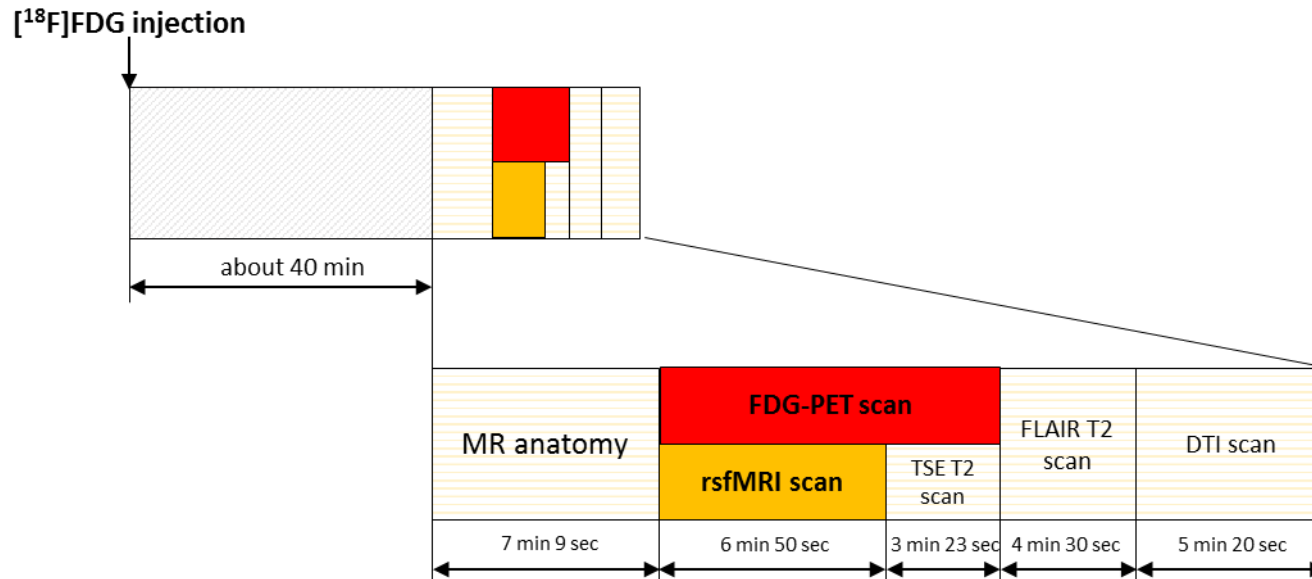 [¹⁸F]FDG injection
about 40 min
MR anatomy
FDG-PET scan
rsfMRI scan
TSE T2
scan
FLAIR T2
scan
DTI scan
7 min 9 sec
6 min 50 sec
3 min 23 sec
4 min 30 sec
5 min 20 sec